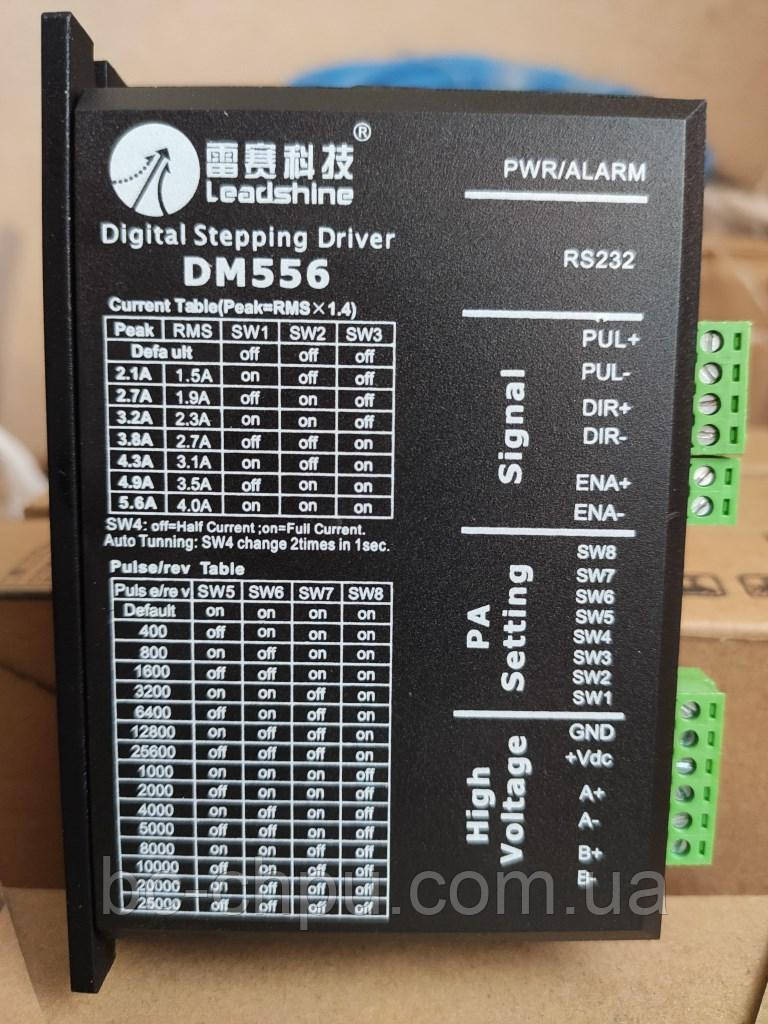 雷赛科技®
Leadshine
Digital Stepping Driver
DM556
Current Table(Peak=RMS×1.4)
Peak RMS SW1 SW2 SW3
Defa ult off off off
2.1A 1.5A on off off
2.7A 1.9A off on off
3.2A 2.3A on on off
3.8A 2.7A off off on
4.3A 3.1A on off on
4.9A 3.5A off on on
5.6A 4.0A on on on
SW4: off=Half Current ;on=Full Current.
Auto Tunning: SW4 change 2times in 1sec.
Pulse/rev Table
Puls e/re v SW5 SW6 SW7 SW8
Default on on on on
400 off on on on
800 on off on on
1600 off off on on
3200 on on off on
6400 off on off on
12800 on off off on
25600 off off off on
1000 on on on off
2000 off on on off
4000 on off on off
5000 off off on off
8000 on on off off
10000 off on off off
20000 on off off off
25000 off off off off
PWR/ALARM
RS232
Signal
PUL+
PUL-
DIR+
DIR-
ENA+
ENA-
PA
Setting
SW8
SW7
SW6
SW5
SW4
SW3
SW2
SW1
High
Voltage
GND
+Vdc
A+
A-
B+
B-
bs-chpu.com.ua